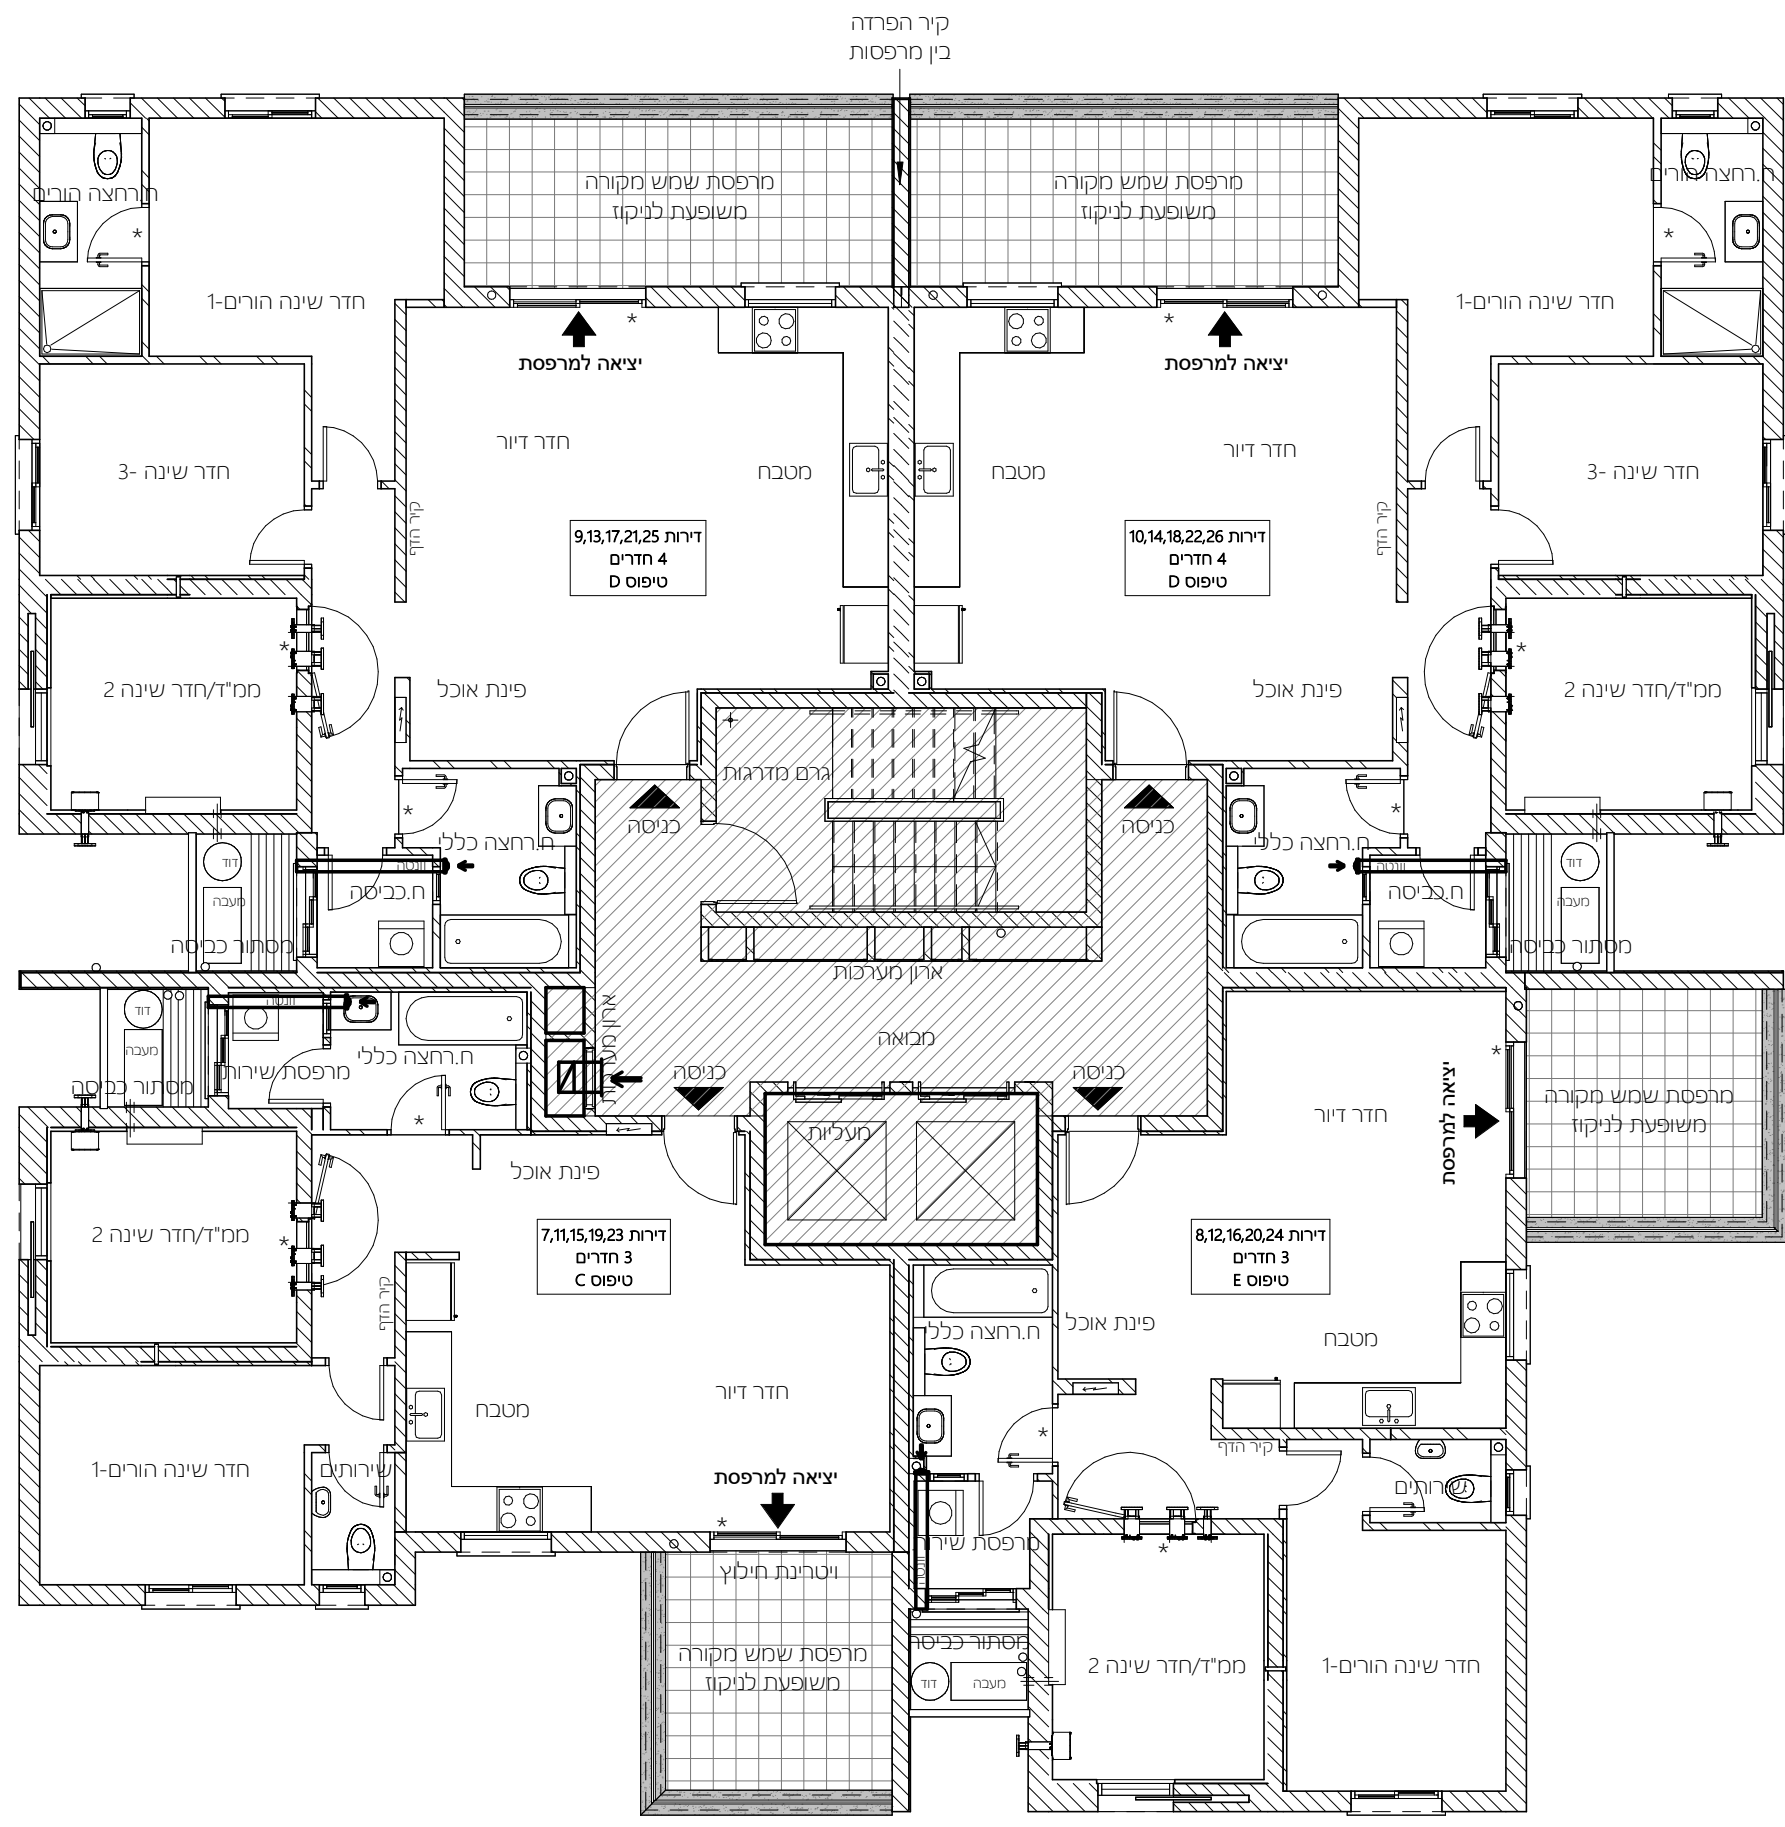 קיר הפרדה
בין מרפסות
מרפסת שמש מקורה
משופעת לניקוז
מרפסת שמש מקורה
משופעת לניקוז
ח.רחצה הורים
ח.רחצה הורים
חדר שינה הורים-1
חדר שינה הורים-1
יציאה למרפסת
יציאה למרפסת
חדר שינה -3
חדר דיור
מטבח
מטבח
חדר דיור
חדר שינה -3
קיר הדף
קיר הדף
דירות 9,13,17,21,25
4 חדרים
טיפוס D
דירות 10,14,18,22,26
4 חדרים
טיפוס D
ממ"ד/חדר שינה 2
פינת אוכל
פינת אוכל
ממ"ד/חדר שינה 2
גרם מדרגות
כניסה
כניסה
ח.רחצה כללי
ח.רחצה כללי
דוד
וונטה
וונטה
דוד
מעבה
ח.כביסה
ח.כביסה
מעבה
מסתור כביסה
מסתור כביסה
ארון מערכות
ארון מערכות
מבואה
דוד
וונטה
מעבה
ח.רחצה כללי
מרפסת שירות
מסתור כביסה
כניסה
כניסה
מעליות
חדר דיור
יציאה למרפסת
מרפסת שמש מקורה
משופעת לניקוז
פינת אוכל
ממ"ד/חדר שינה 2
דירות 7,11,15,19,23
3 חדרים
טיפוס C
דירות 8,12,16,20,24
3 חדרים
טיפוס E
קיר הדף
ח.רחצה כללי
פינת אוכל
מטבח
חדר דיור
מטבח
קיר הדף
חדר שינה הורים-1
שירותים
יציאה למרפסת
שירותים
ויטרינת חילוץ
מרפסת שירות
וונטה
מרפסת שמש מקורה
משופעת לניקוז
מסתור כביסה
דוד
מעבה
ממ"ד/חדר שינה 2
חדר שינה הורים-1